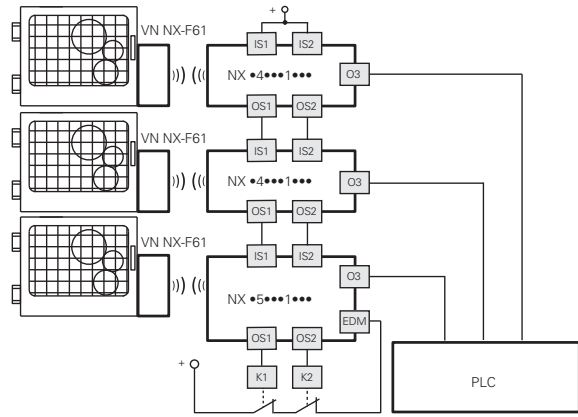 +
VN NX-F61
IS1 IS2
NX •4•••1•••
O3
OS1 OS2
VN NX-F61
IS1 IS2
NX •4•••1•••
O3
OS1 OS2
VN NX-F61
IS1 IS2
O3
NX •5•••1•••
EDM
OS1 OS2
+
K1 K2
PLC